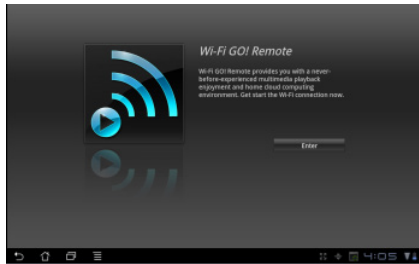 Wi-Fi GO! Remote
Wi-Fi GO! Remote provides you with a never-
before-experienced multimedia playback
enjoyment and home cloud computing
environment. Get start the Wi-Fi connection now.
Enter
4:05